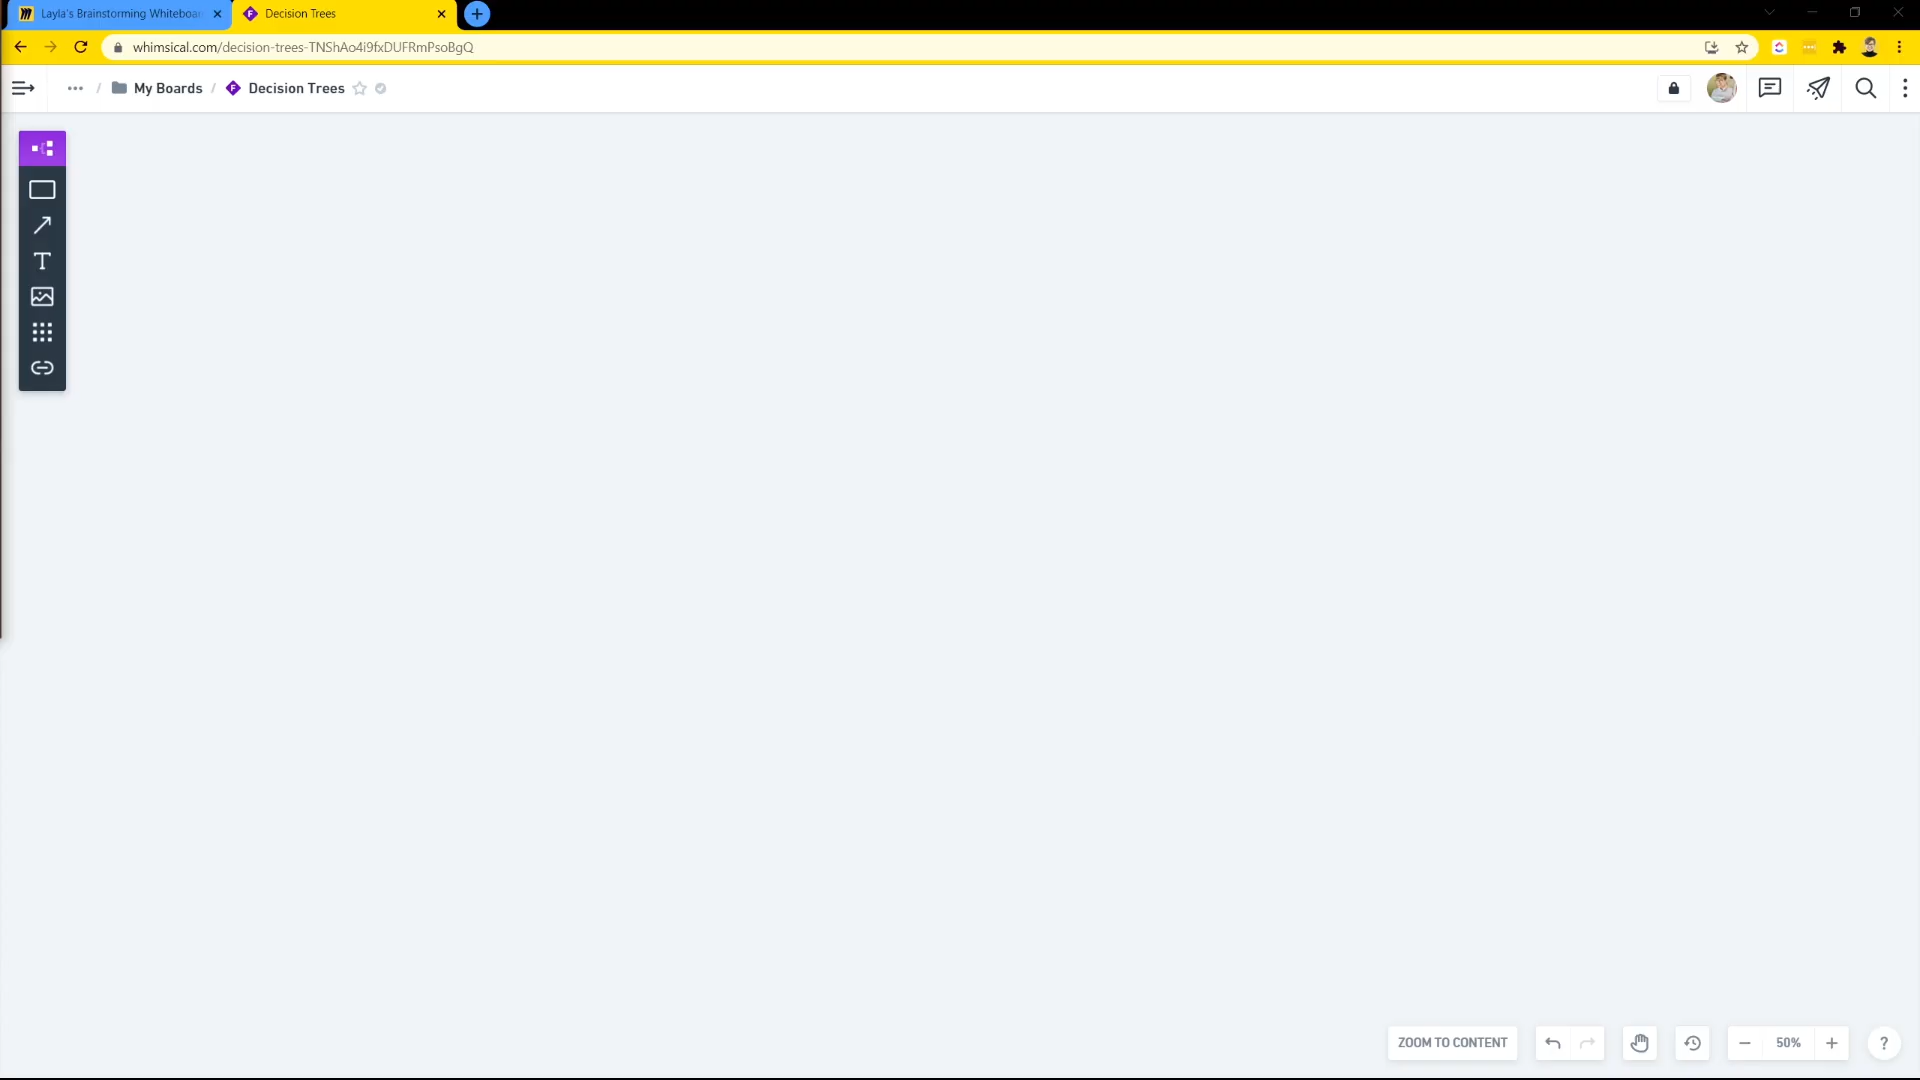 Layla's Brainstorming Whiteboar
Decision Trees
whimsical.com/decision-trees-TNShAo4i9fxDUFRmPsoBgQ
... / My Boards / Decision Trees
T
ZOOM TO CONTENT
50%
?